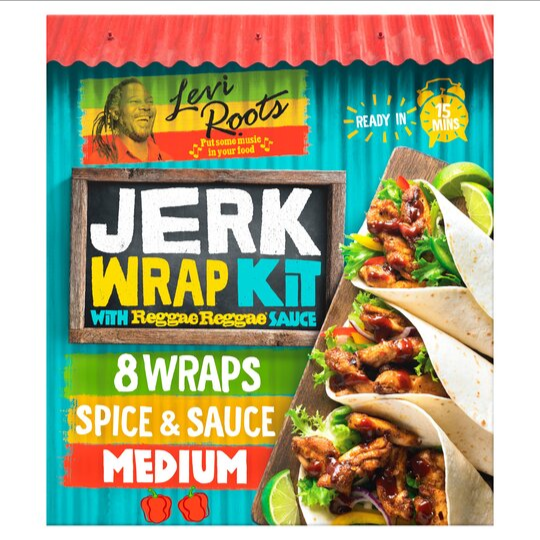 Levi
Roots
Put some music
in your food
READY IN 15
MINS
JERK
WRAP KiT
WiTH Reggae Reggae SAUCE
8 WRAPS
SPICE & SAUCE
MEDIUM